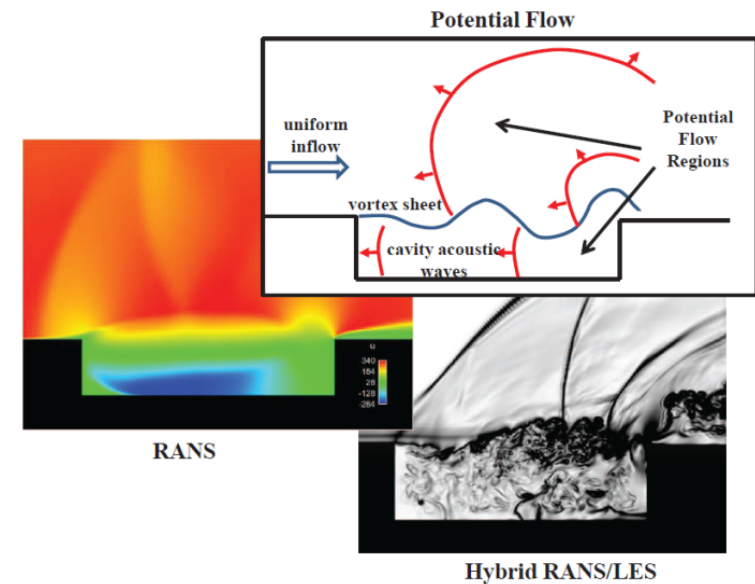 Potential Flow
uniform
inflow
Potential
Flow
Regions
vortex sheet
cavity acoustic
waves
u
340
184
28
-128
-284
RANS
Hybrid RANS/LES